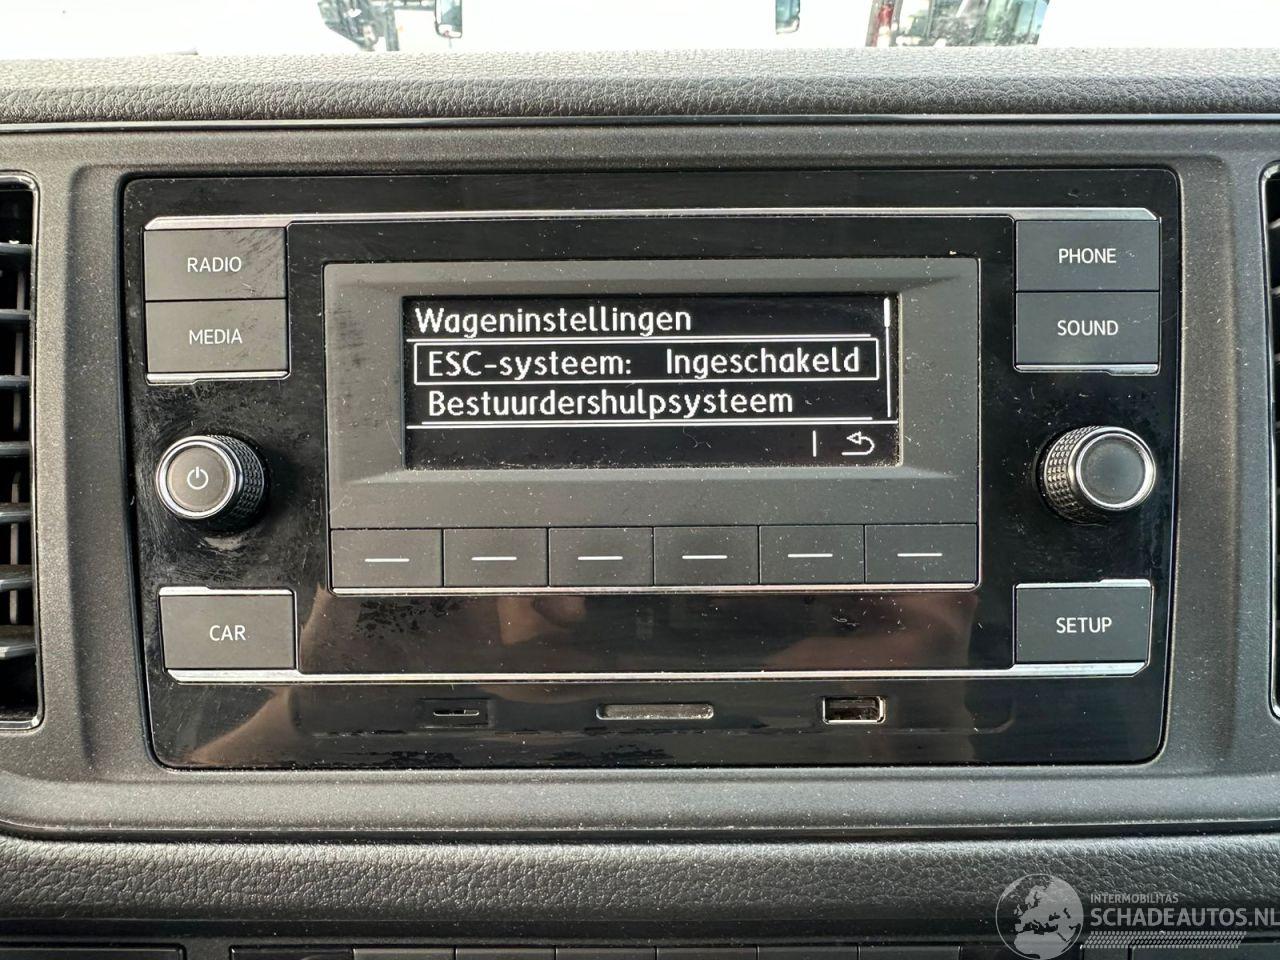 RADIO
MEDIA
PHONE
SOUND
Wageninstellingen
ESC-systeem: Ingeschakeld
Bestuurdershulpsysteem
CAR
SETUP
INTERMOBILITAS
SCHADEAUTOS.NL